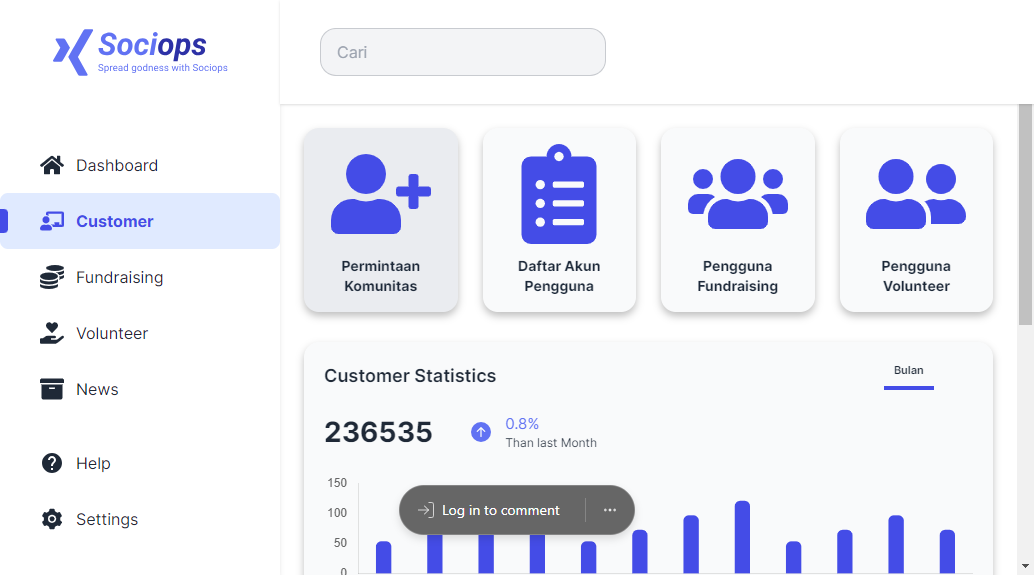 Sociops
Spread godness with Sociops
Cari
Dashboard
Customer
Fundraising
Volunteer
News
Help
Settings
Permintaan
Komunitas
Daftar Akun
Pengguna
Pengguna
Fundraising
Pengguna
Volunteer
Customer Statistics
Bulan
236535
0.8%
Than last Month
150
100
50
0
Log in to comment